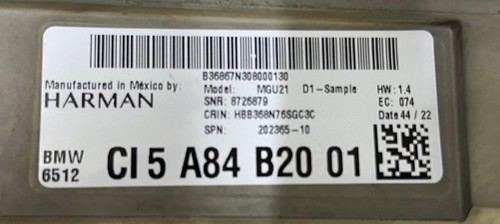 B36867N308000130
Manufactured in México by:
HARMAN
Model: MGU21 D1-Sample
HW: 1.4
SNR: 8726879
EC: 074
CRIN: HBB368N76SGC3C
Date 44 / 22
SPN: 202365-10
BMW
6512
CI 5 A84 B20 01